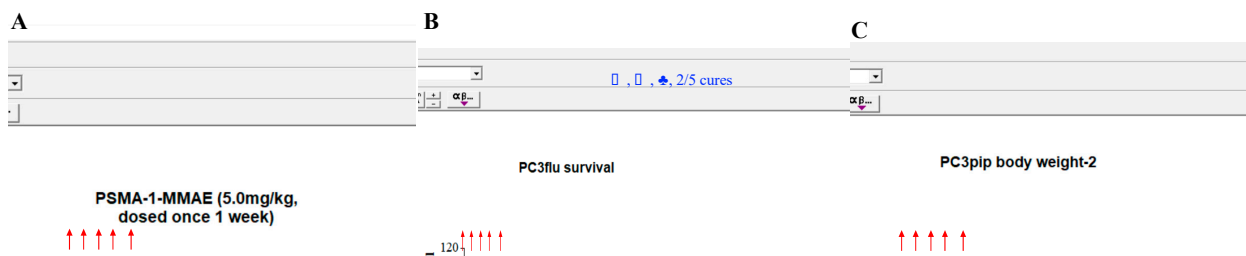 A
B
C
▯ , ▯ , ♣, 2/5 cures
αβ...
αβ...
PC3flu survival
PC3pip body weight-2
PSMA-1-MMAE (5.0mg/kg,
dosed once 1 week)
120